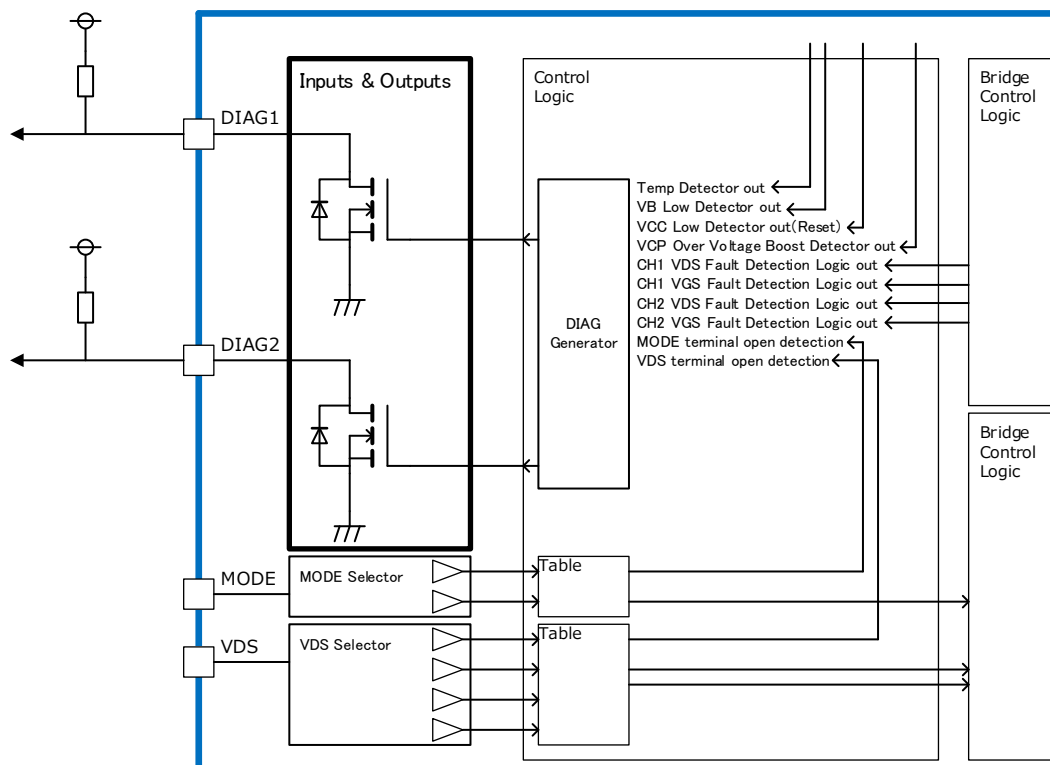 Inputs & Outputs
Control
Logic
Bridge
Control
Logic
DIAG1
Temp Detector out
VB Low Detector out
VCC Low Detector out(Reset)
VCP Over Voltage Boost Detector out
CH1 VDS Fault Detection Logic out
CH1 VGS Fault Detection Logic out
CH2 VDS Fault Detection Logic out
CH2 VGS Fault Detection Logic out
MODE terminal open detection
VDS terminal open detection
DIAG
Generator
DIAG2
Bridge
Control
Logic
MODE
MODE Selector
Table
VDS
VDS Selector
Table